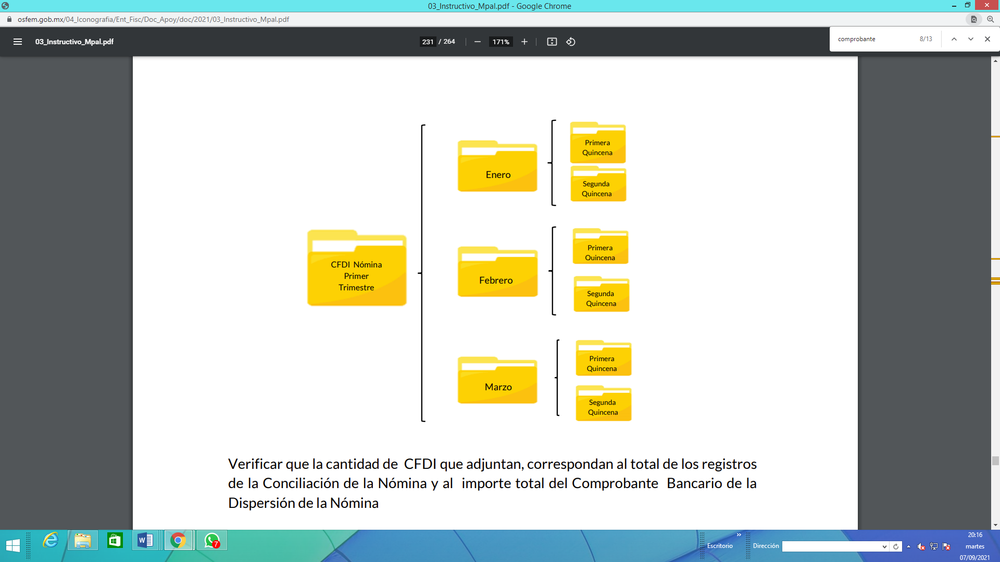 03_Instructivo_Mpal.pdf - Google Chrome
osfem.gob.mx/04_Iconografia/Ent_Fisc/Doc_Apoy/doc/2021/03_Instructivo_Mpal.pdf
03_Instructivo_Mpal.pdf
231 / 264
171%
comprobante 8/13
CFDI Nómina
Primer
Trimestre
Enero
Primera
Quincena
Segunda
Quincena
Febrero
Primera
Quincena
Segunda
Quincena
Marzo
Primera
Quincena
Segunda
Quincena
Verificar que la cantidad de CFDI que adjuntan, correspondan al total de los registros
de la Conciliación de la Nómina y al importe total del Comprobante Bancario de la
Dispersión de la Nómina
7
Escritorio
»
Dirección
20:16
martes
07/09/2021